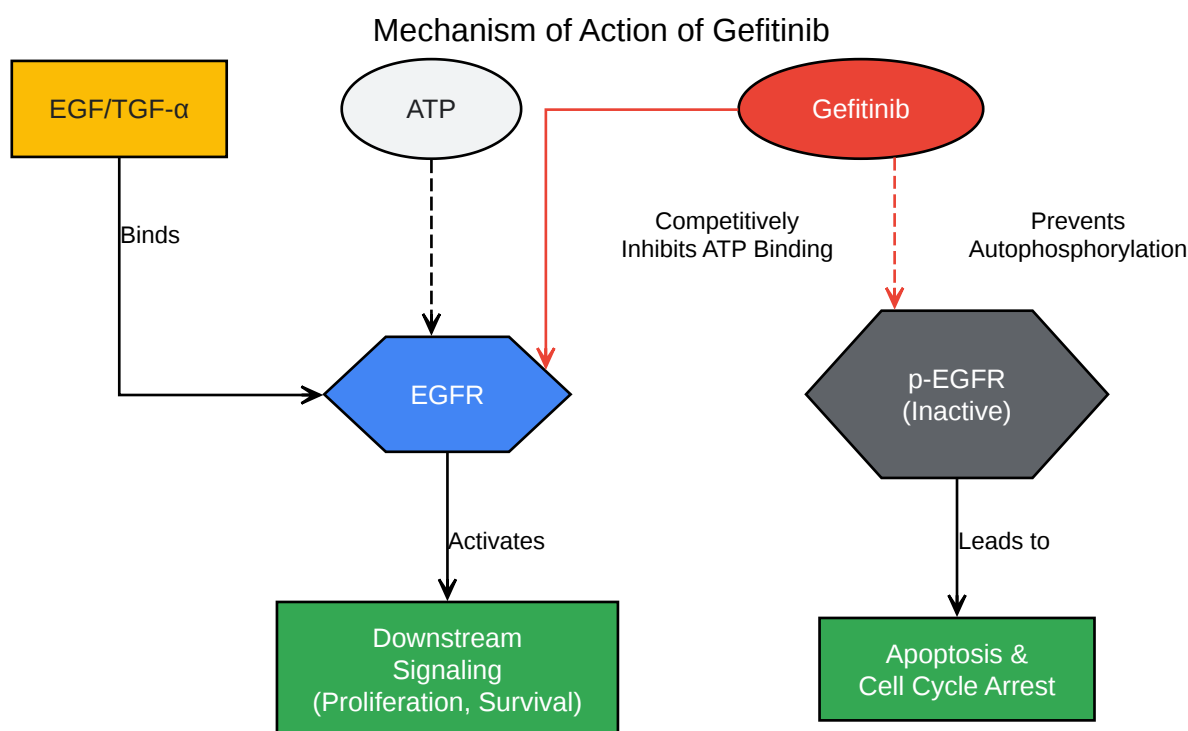 Mechanism of Action of Gefitinib
EGF/TGF-α
ATP
Gefitinib
Binds
Competitively
Inhibits ATP Binding
Prevents
Autophosphorylation
EGFR
p-EGFR
(Inactive)
Activates
Leads to
Downstream
Signaling
(Proliferation, Survival)
Apoptosis &
Cell Cycle Arrest